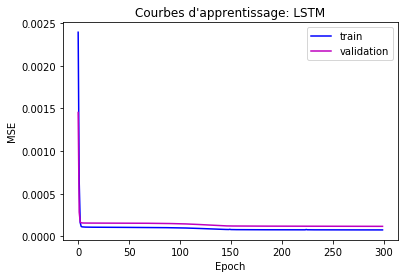 Courbes d'apprentissage: LSTM
train
validation
MSE
0.0025
0.0020
0.0015
0.0010
0.0005
0.0000
0 50 100 150 200 250 300
Epoch